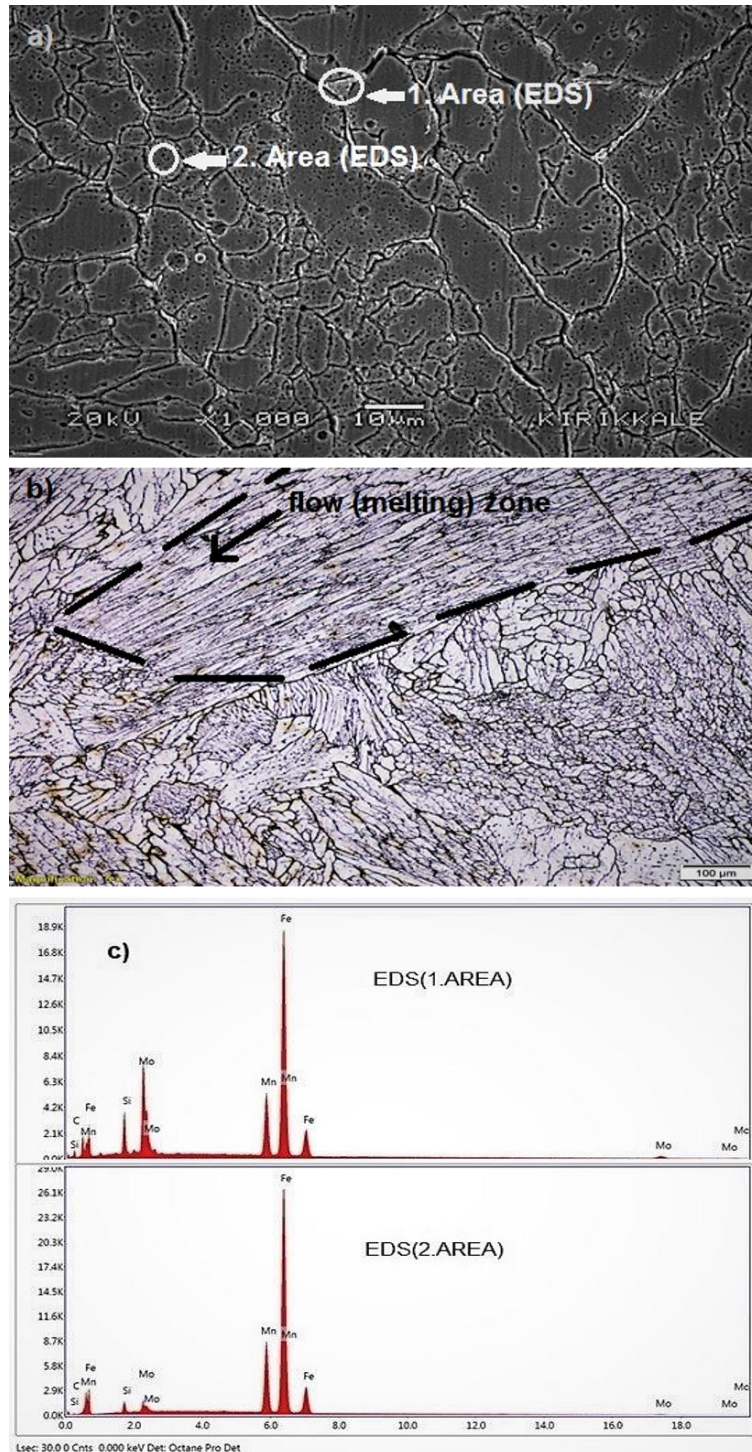 a)
1. Area (EDS)
2. Area (EDS)
20kV X1,000 10µm KIRIKKALE
b)
flow (melting) zone
100 µm
c)
EDS(1.AREA)
18.9K
16.8K
14.7K
12.6K
10.5K
8.4K
6.3K
4.2K
2.1K
0.0K
C
Si
Fe
Mn
Si
Mo
Mo
Mn
Fe
Mn
Fe
Mo
Mo
Mo
EDS(2.AREA)
29.0K
26.1K
23.2K
20.3K
17.4K
14.5K
11.6K
8.7K
5.8K
2.9K
0.0K
C
Si
Fe
Mn
Si
Mo
Mo
Mn
Fe
Mn
Fe
Mo
Mo
Mo
0.0 2.0 4.0 6.0 8.0 10.0 12.0 14.0 16.0 18.0
Lsec: 30.0 0 Cnts 0.000 keV Det: Octane Pro Det